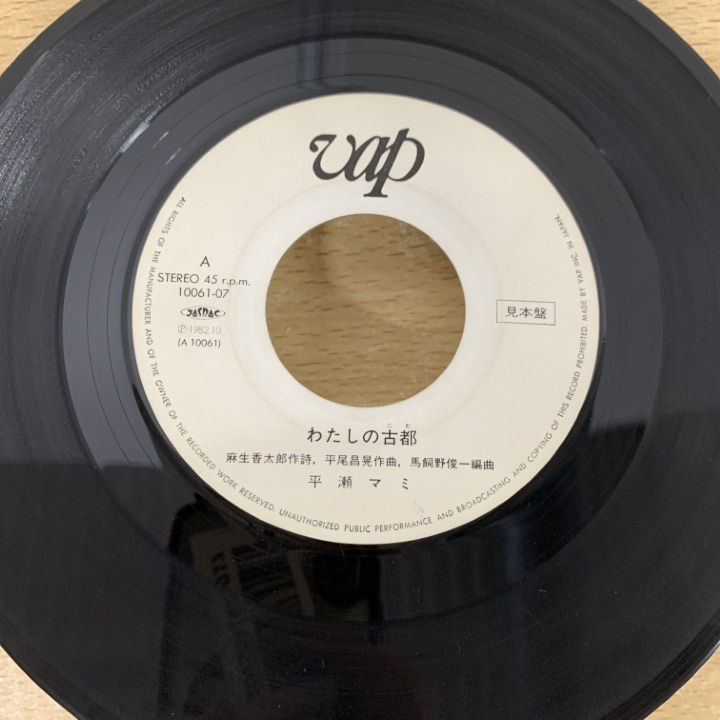 vap
A
STEREO 45 r.p.m.
10061-07
JASRAC
Ⓟ1982.10.
(A 10061)
見本盤
わたしの古都
こと
麻生香太郎作詩, 平尾昌晃作曲, 馬飼野俊一編曲
平瀬マミ
ALL RIGHTS OF THE MANUFACTURER AND OF THE OWNER OF THE RECORDED WORK RESERVED. UNAUTHORIZED PUBLIC PERFORMANCE AND BROADCASTING AND COPYING OF THIS RECORD PROHIBITED. MADE BY VAP INC IN JAPAN.